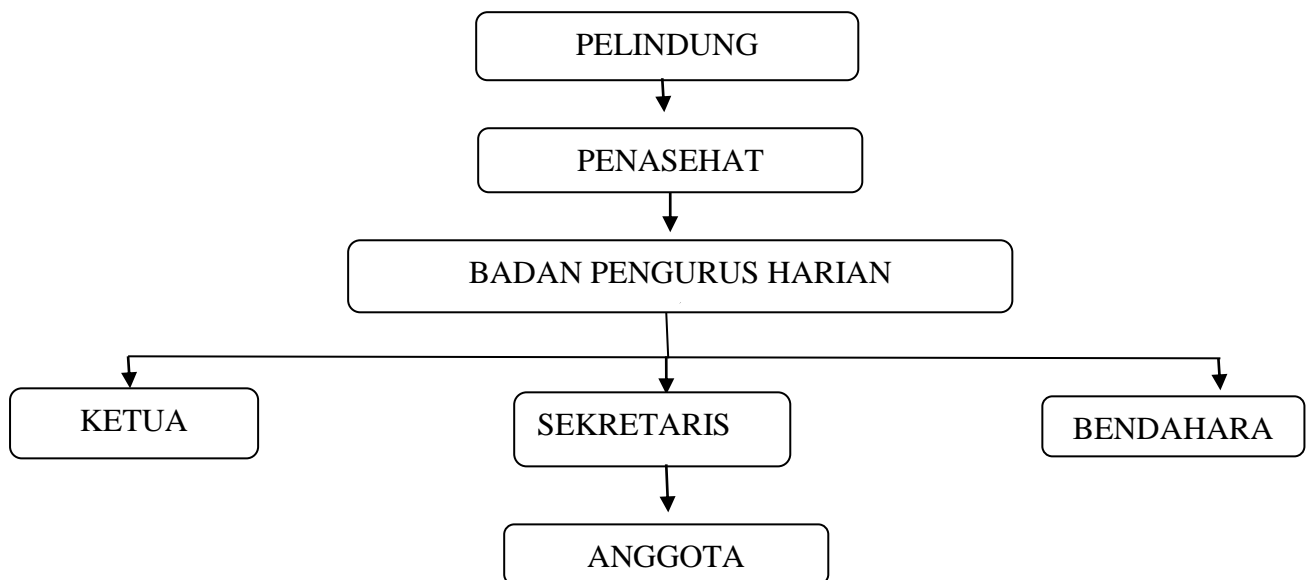 PELINDUNG
PENASEHAT
BADAN PENGURUS HARIAN
KETUA
SEKRETARIS
BENDAHARA
ANGGOTA